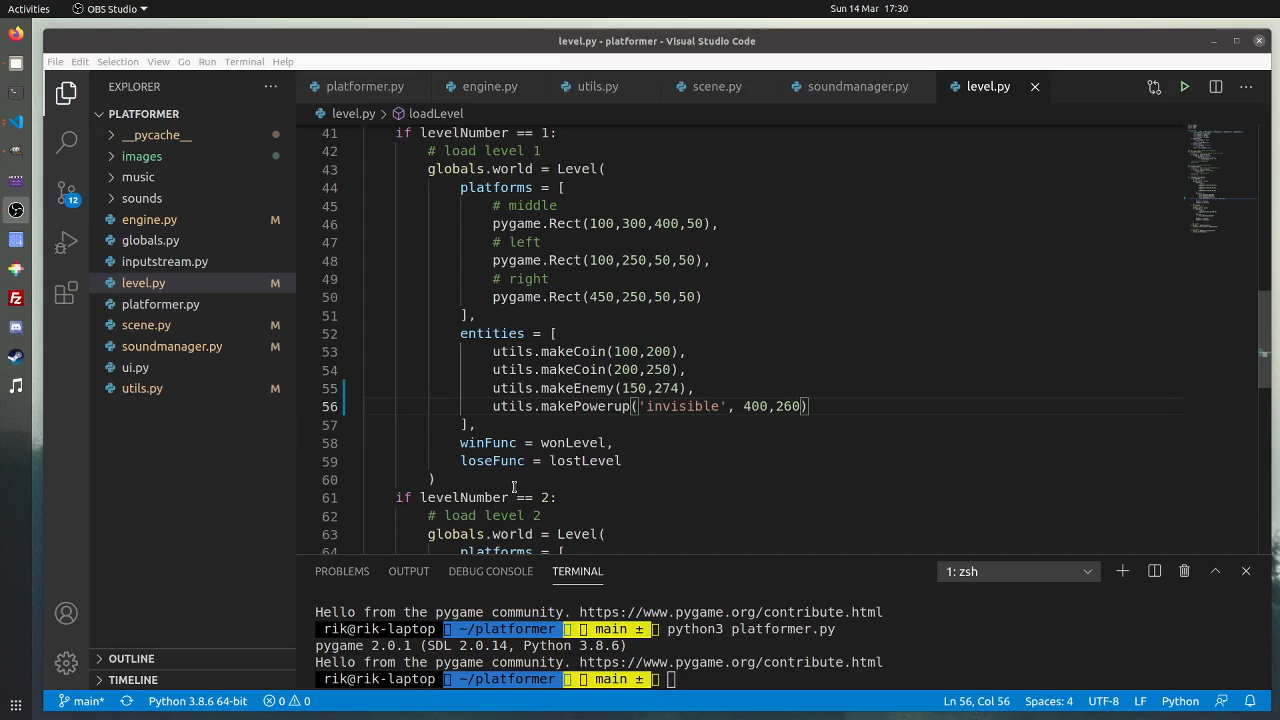 Activities
OBS Studio
Sun 14 Mar 17:30
level.py - platformer - Visual Studio Code
File Edit Selection View Go Run Terminal Help
EXPLORER
platformer.py engine.py utils.py scene.py soundmanager.py level.py
PLATFORMER
level.py > loadLevel
__pycache__
images
music
sounds
engine.py M
globals.py
inputstream.py
level.py M
platformer.py
scene.py M
soundmanager.py M
ui.py
utils.py M
OUTLINE
TIMELINE
12
41 if levelNumber == 1:
42 # load level 1
43 globals.world = Level(
44 platforms = [
45 # middle
46 pygame.Rect(100,300,400,50),
47 # left
48 pygame.Rect(100,250,50,50),
49 # right
50 pygame.Rect(450,250,50,50)
51 ],
52 entities = [
53 utils.makeCoin(100,200),
54 utils.makeCoin(200,250),
55 utils.makeEnemy(150,274),
56 utils.makePowerup('invisible', 400,260)
57 ],
58 winFunc = wonLevel,
59 loseFunc = lostLevel
60 )
61 if levelNumber == 2:
62 # load level 2
63 globals.world = Level(
64 platforms = [
PROBLEMS OUTPUT DEBUG CONSOLE TERMINAL 1: zsh
Hello from the pygame community. https://www.pygame.org/contribute.html
rik@rik-laptop ~/platformer main ± python3 platformer.py
pygame 2.0.1 (SDL 2.0.14, Python 3.8.6)
Hello from the pygame community. https://www.pygame.org/contribute.html
rik@rik-laptop ~/platformer main ±
main* Python 3.8.6 64-bit 0 0 Ln 56, Col 56 Spaces: 4 UTF-8 LF Python